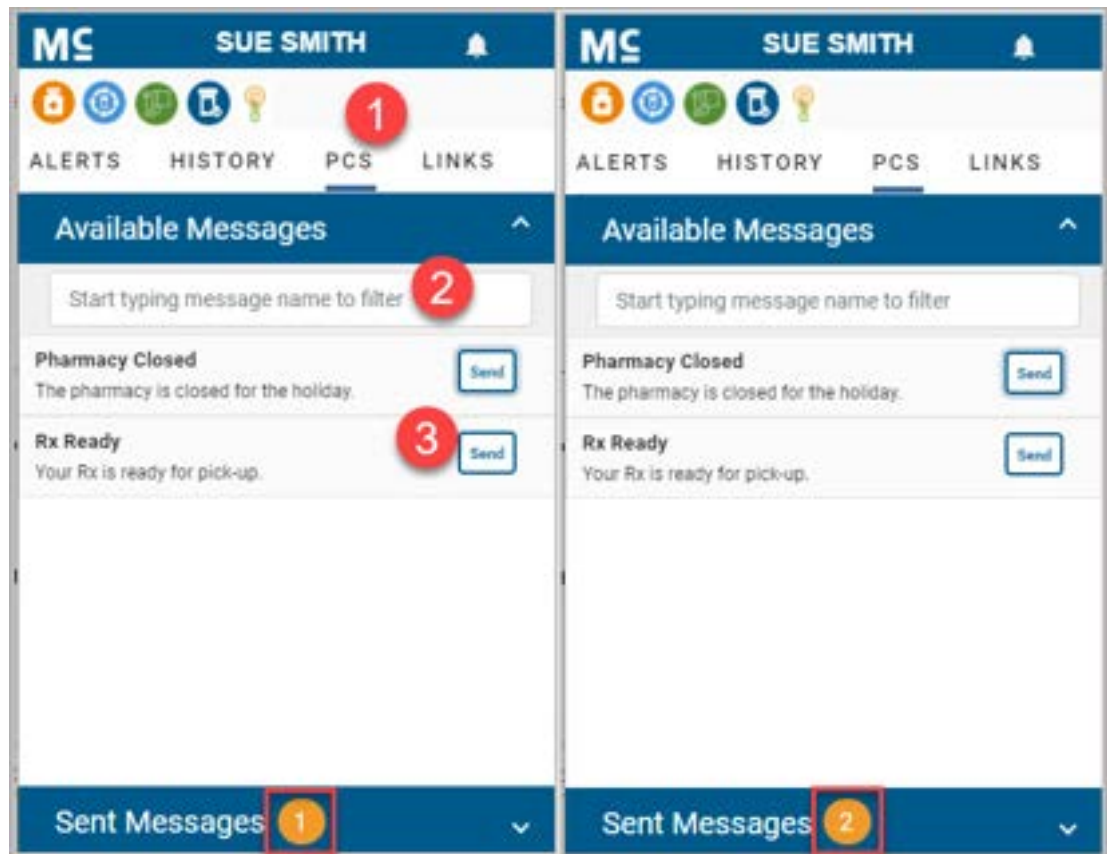 MC SUE SMITH
1
ALERTS HISTORY PCS LINKS
Available Messages
Start typing message name to filter 2
Pharmacy Closed
Send
The pharmacy is closed for the holiday.
Rx Ready
3 Send
Your Rx is ready for pick-up.
Sent Messages 1
MC SUE SMITH
ALERTS HISTORY PCS LINKS
Available Messages
Start typing message name to filter
Pharmacy Closed
Send
The pharmacy is closed for the holiday.
Rx Ready
Send
Your Rx is ready for pick-up.
Sent Messages 2